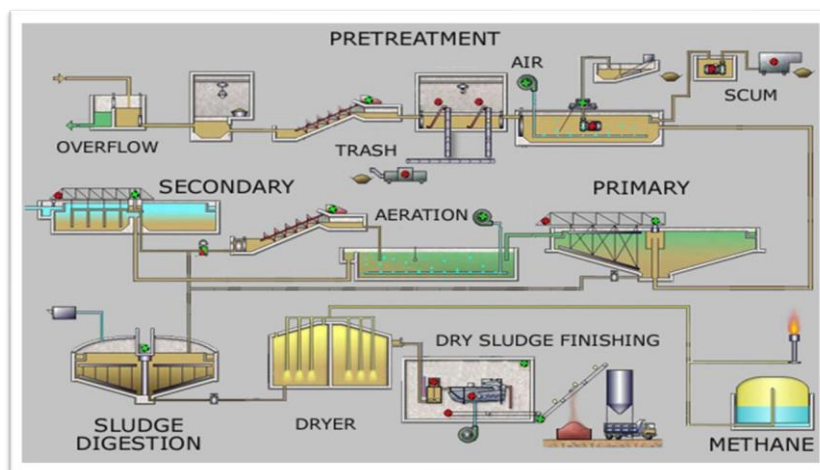 PRETREATMENT
AIR
SCUM
OVERFLOW
TRASH
SECONDARY
AERATION
PRIMARY
DRY SLUDGE FINISHING
SLUDGE
DIGESTION
DRYER
METHANE